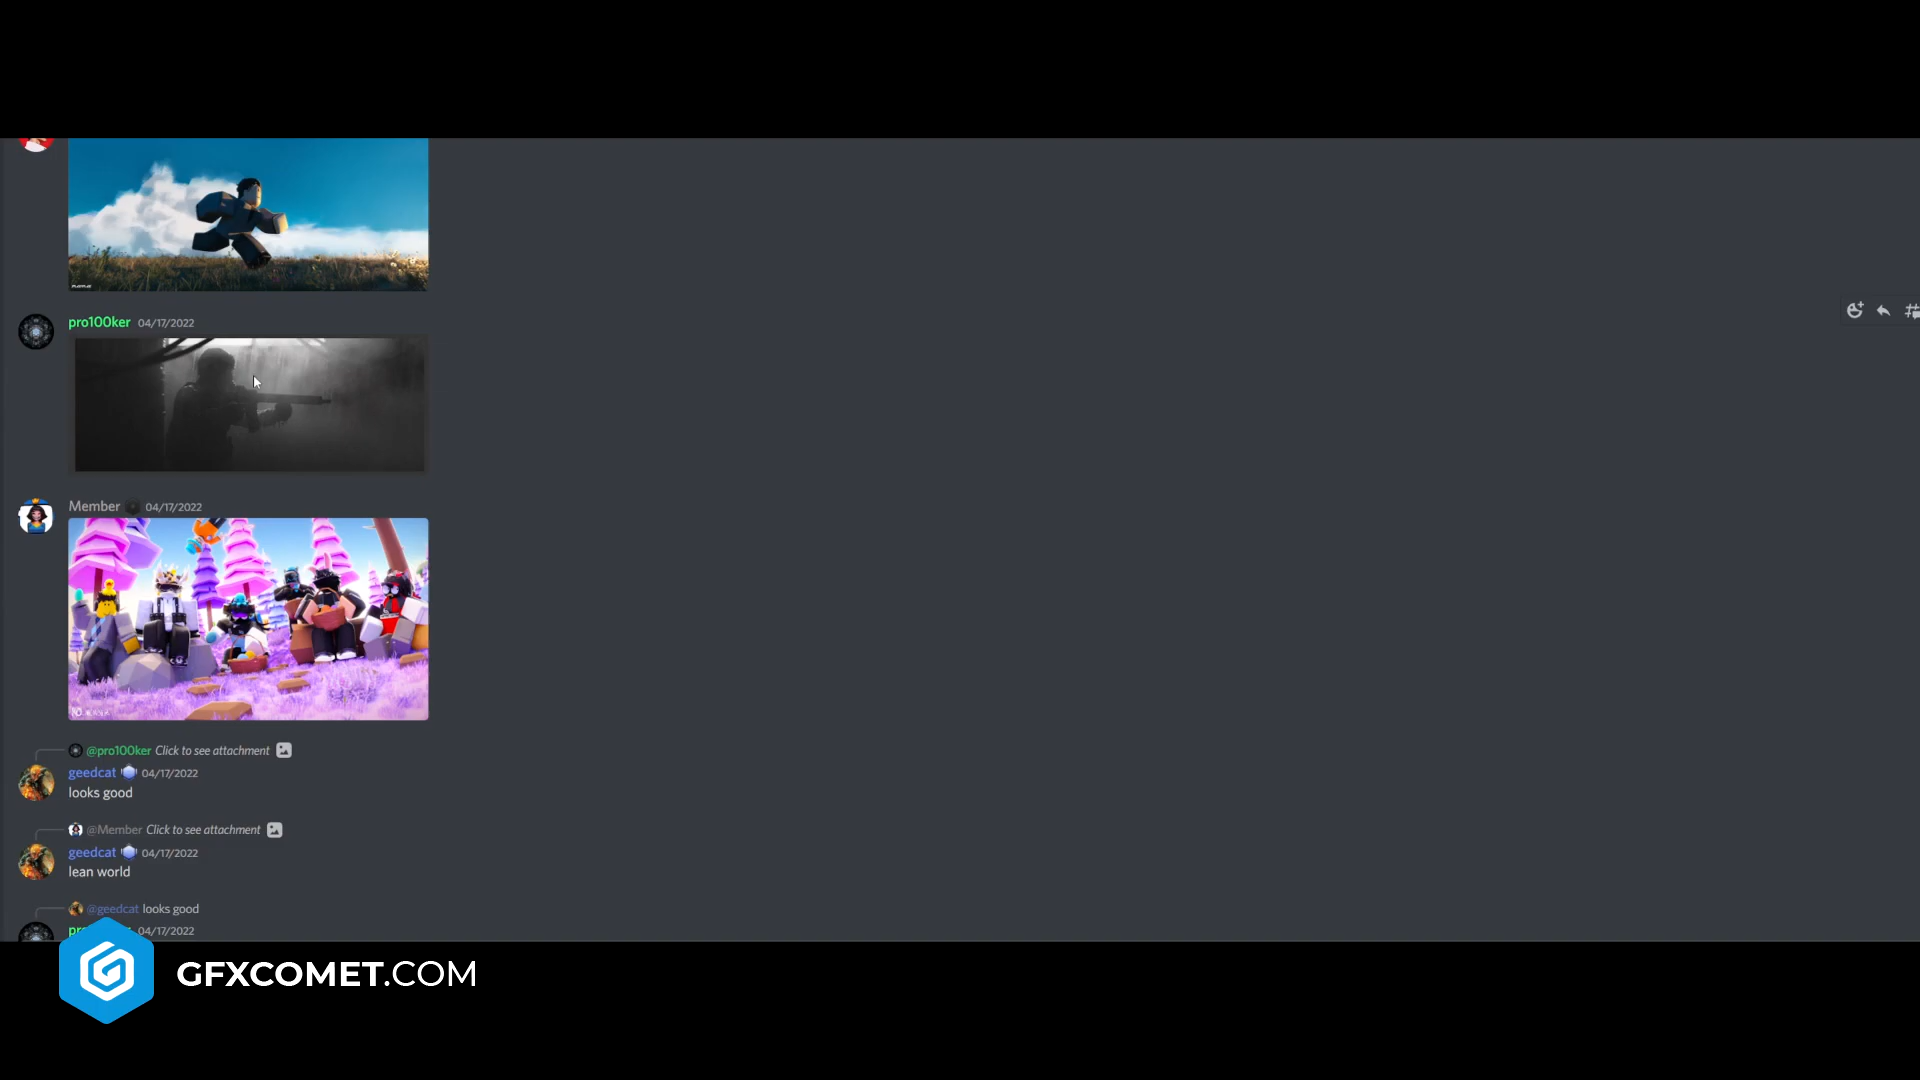 pro100ker 04/17/2022
Member 04/17/2022
@pro100ker Click to see attachment
geedcat 04/17/2022
looks good
@Member Click to see attachment
geedcat 04/17/2022
lean world
@geedcat looks good
04/17/2022
GFXCOMET.COM